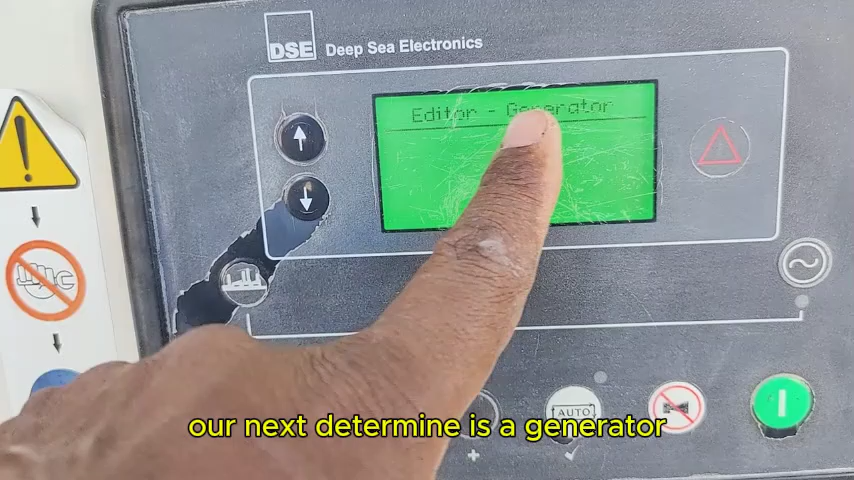 DSE Deep Sea Electronics
Editor - Generator
AUTO
our next determine is a generator